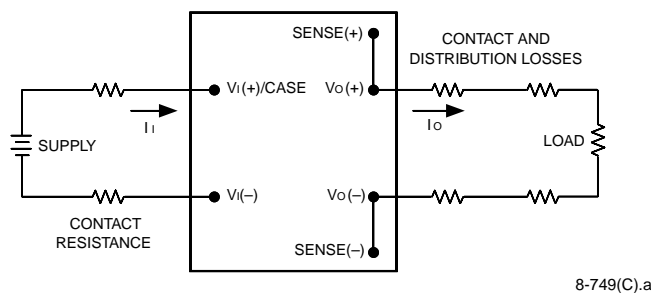 SENSE(+)
CONTACT AND
DISTRIBUTION LOSSES
VI(+)/CASE
VO(+)
II
IO
SUPPLY
LOAD
VI(–)
VO(–)
CONTACT
RESISTANCE
SENSE(–)
8-749(C).a